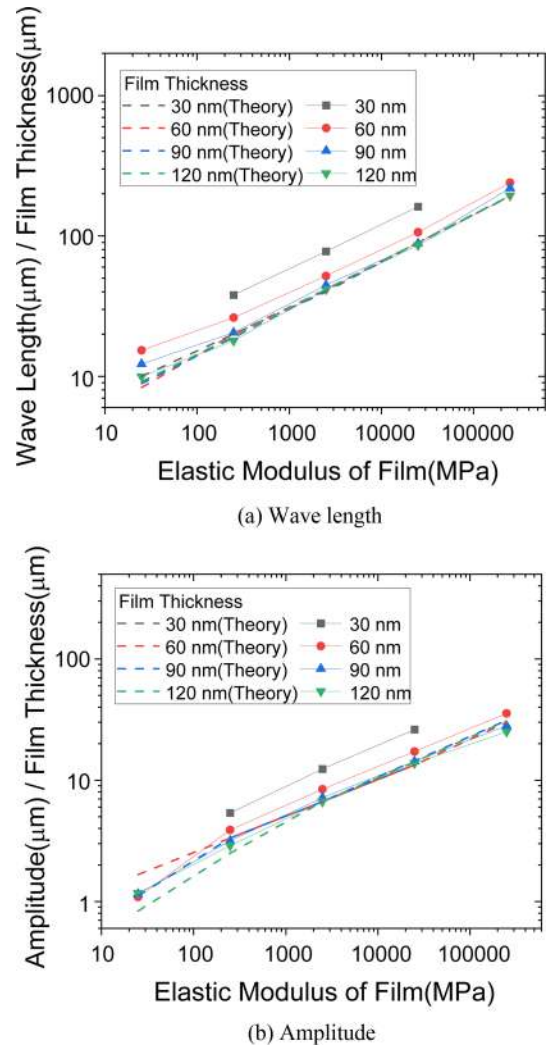 1000
100
10
Wave Length(μm) / Film Thickness(μm)
Film Thickness
30 nm(Theory) 30 nm
60 nm(Theory) 60 nm
90 nm(Theory) 90 nm
120 nm(Theory) 120 nm
10 100 1000 10000 100000
Elastic Modulus of Film(MPa)
(a) Wave length
100
10
1
Amplitude(μm) / Film Thickness(μm)
Film Thickness
30 nm(Theory) 30 nm
60 nm(Theory) 60 nm
90 nm(Theory) 90 nm
120 nm(Theory) 120 nm
10 100 1000 10000 100000
Elastic Modulus of Film(MPa)
(b) Amplitude